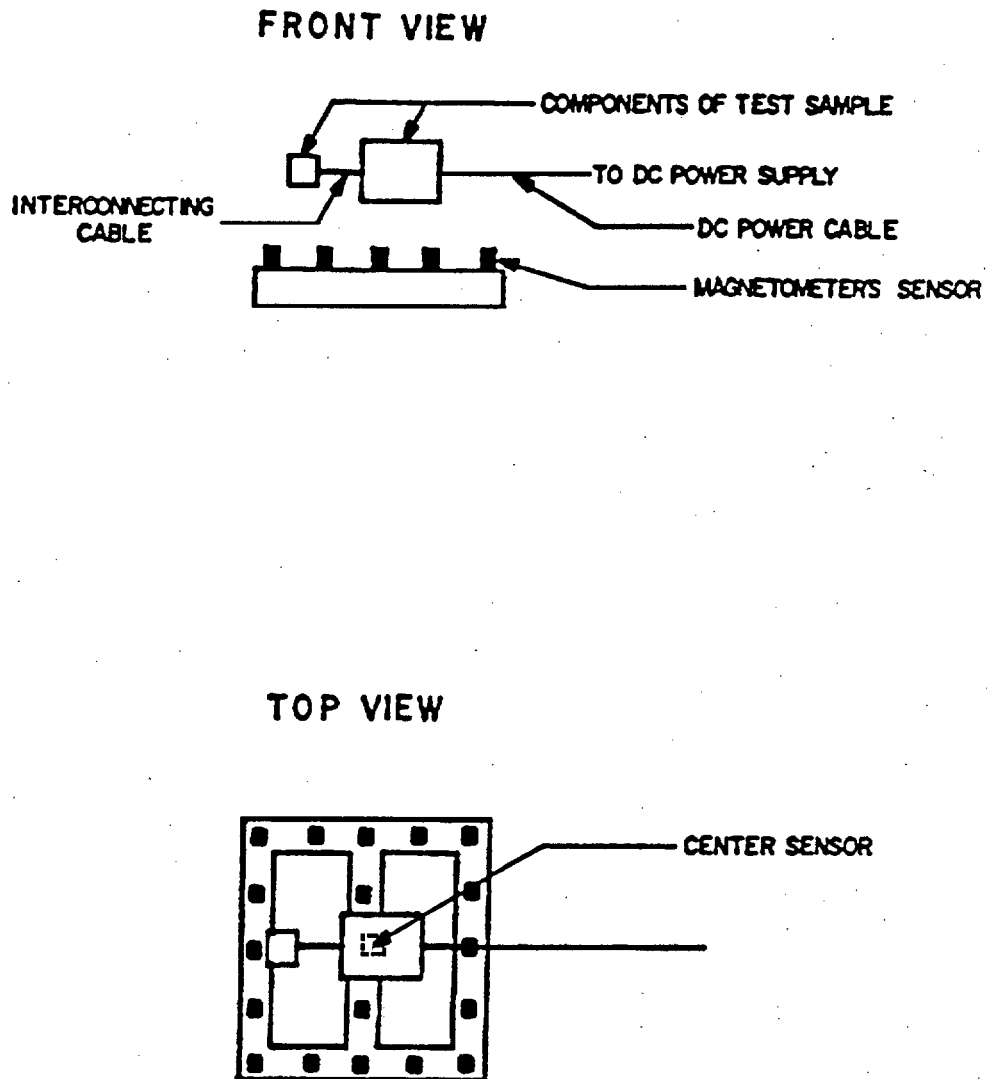 FRONT VIEW
COMPONENTS OF TEST SAMPLE
TO DC POWER SUPPLY
INTERCONNECTING
CABLE
DC POWER CABLE
MAGNETOMETER'S SENSOR
TOP VIEW
CENTER SENSOR